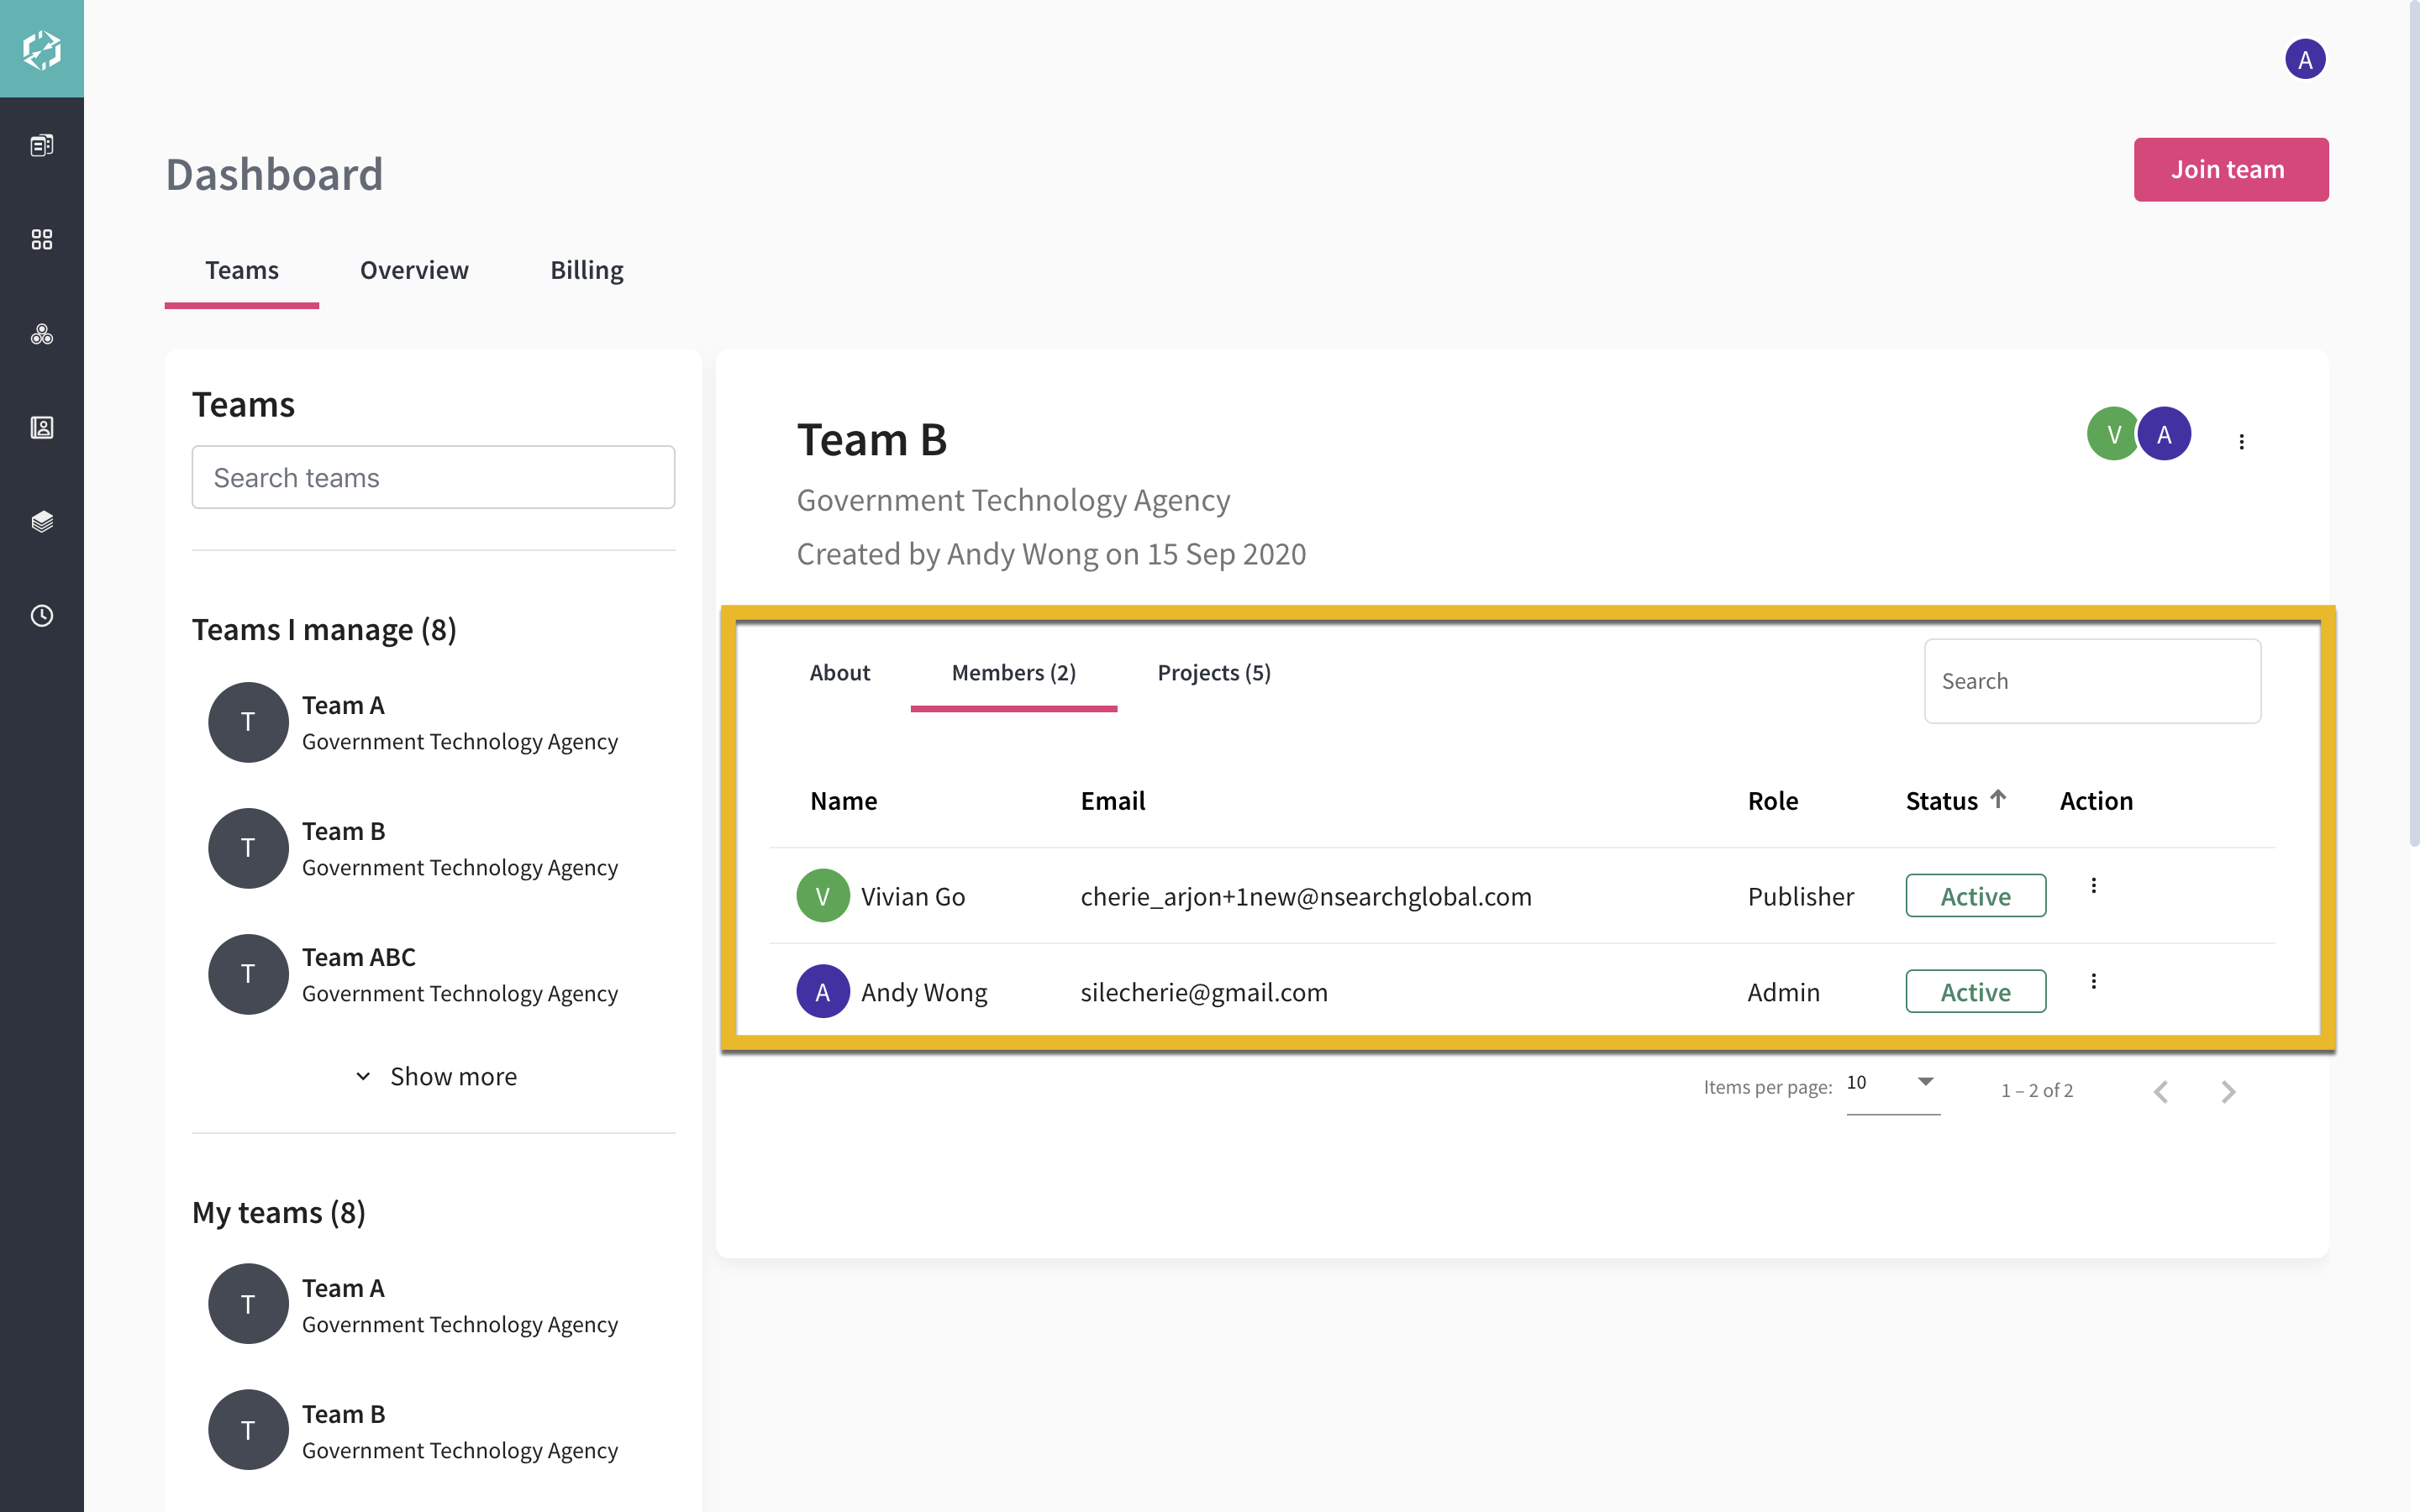 A
Dashboard
Join team
Teams Overview Billing
Teams
Search teams
Teams I manage (8)
T
Team A
Government Technology Agency
T
Team B
Government Technology Agency
T
Team ABC
Government Technology Agency
Show more
My teams (8)
T
Team A
Government Technology Agency
T
Team B
Government Technology Agency
Team B
V A
Government Technology Agency
Created by Andy Wong on 15 Sep 2020
About Members (2) Projects (5)
Search
Name Email Role Status Action
V Vivian Go cherie_arjon+1new@nsearchglobal.com Publisher Active
A Andy Wong silecherie@gmail.com Admin Active
Items per page: 10 1 – 2 of 2